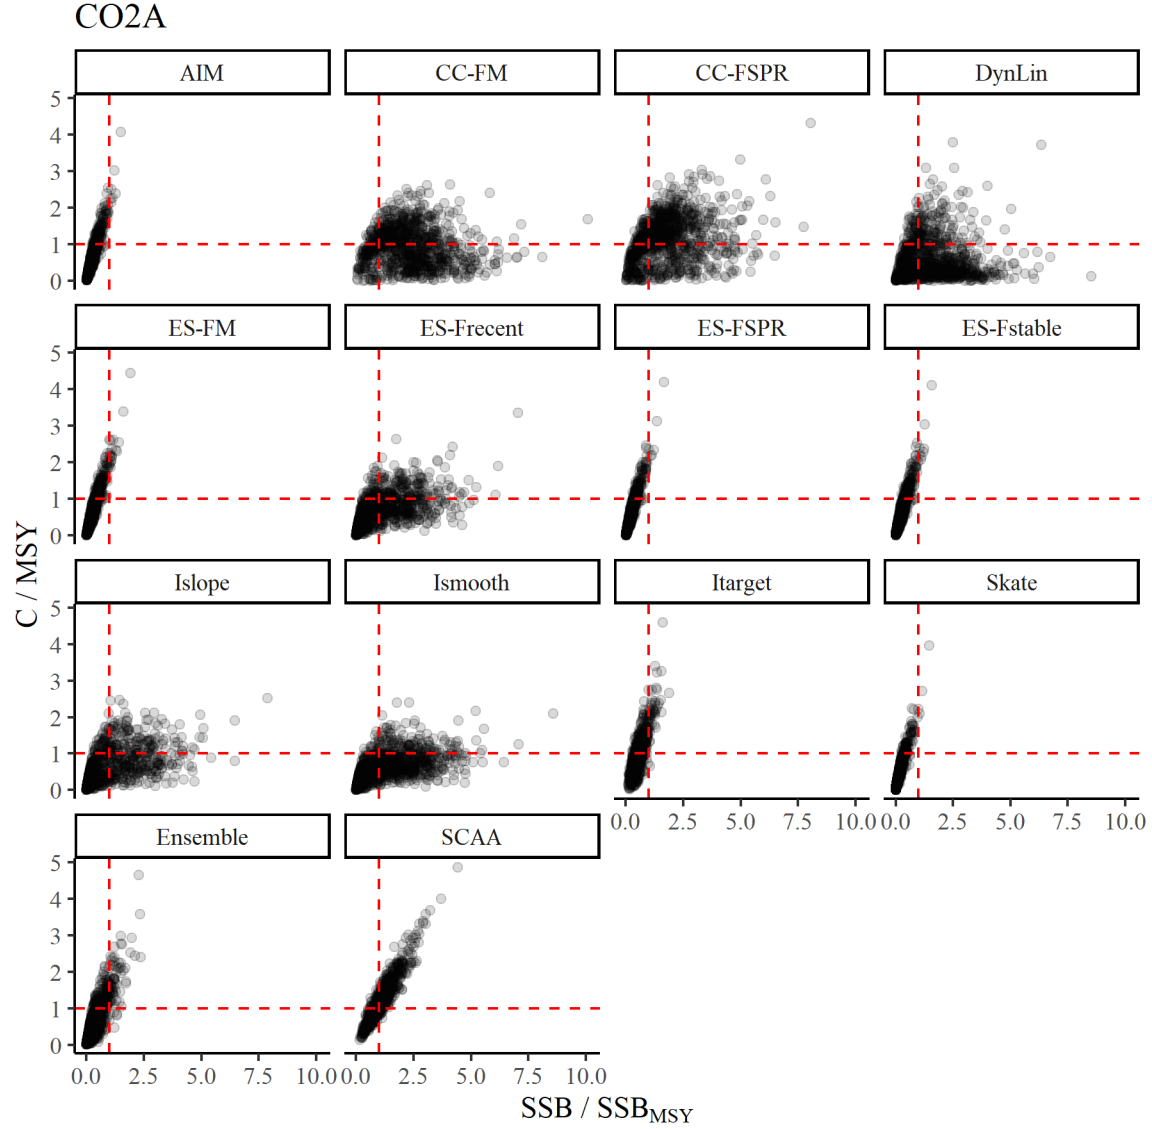 CO2A
AIM CC-FM CC-FSPR DynLin
5
4
3
2
1
0
ES-FM ES-Frecent ES-FSPR ES-Fstable
5
4
3
2
1
0
C / MSY
Islope Ismooth Itarget Skate
5
4
3
2
1
0
0.0 2.5 5.0 7.5 10.0 0.0 2.5 5.0 7.5 10.0
Ensemble SCAA
5
4
3
2
1
0
0.0 2.5 5.0 7.5 10.0 0.0 2.5 5.0 7.5 10.0
SSB / SSBMSY